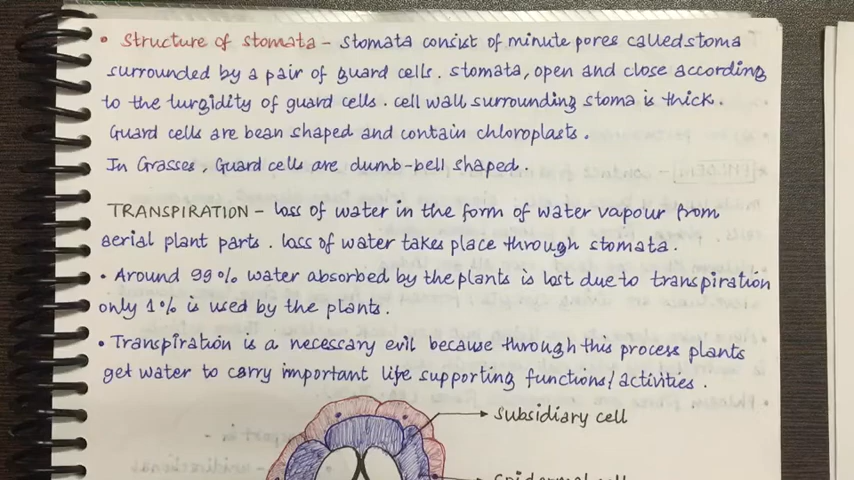 • Structure of stomata - stomata consist of minute pores called stoma
surrounded by a pair of guard cells. stomata, open and close according
to the turgidity of guard cells. cell wall surrounding stoma is thick.
Guard cells are bean shaped and contain chloroplasts.
In Grasses, Guard cells are dumb-bell shaped.
TRANSPIRATION - loss of water in the form of water vapour from
aerial plant parts. loss of water takes place through stomata.
• Around 99% water absorbed by the plants is lost due to transpiration
only 1% is used by the plants.
• Transpiration is a necessary evil because through this process plants
get water to carry important life supporting functions/activities.
Subsidiary cell